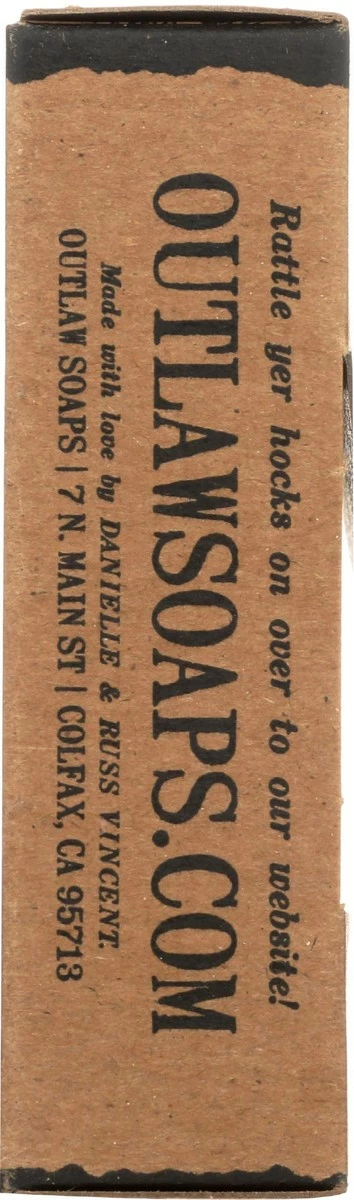 Rattle yer hocks on over to our website!
OUTLAWSOAPS.COM
Made with love by DANIELLE & RUSS VINCENT
OUTLAW SOAPS | 7 N. MAIN ST | COLFAX, CA 95713